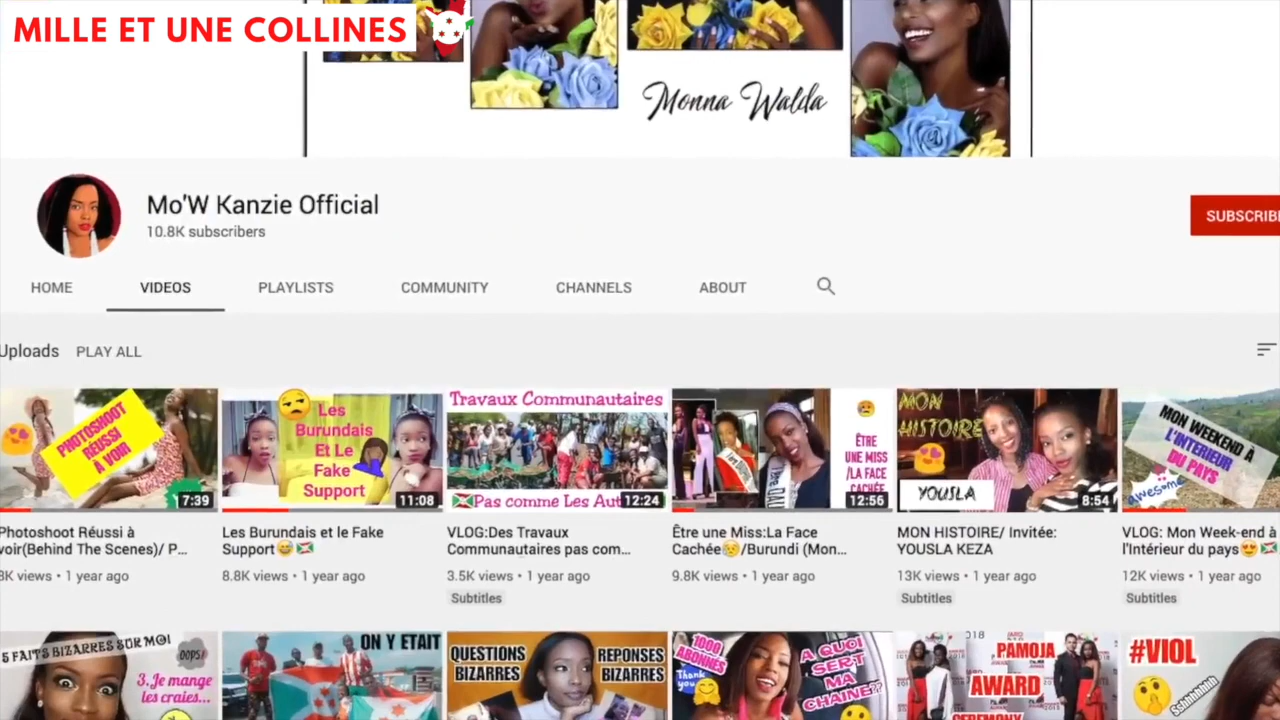 MILLE ET UNE COLLINES
Monna Walda
Mo'W Kanzie Official
10.8K subscribers
SUBSCRIBE
HOME
VIDEOS
PLAYLISTS
COMMUNITY
CHANNELS
ABOUT
Uploads
PLAY ALL
PHOTOSHOOT
REUSSI
À VOIR
7:39
Photoshoot Réussi à
voir(Behind The Scenes)/ P...
8K views • 1 year ago
Les
Burundais
Et Le
Fake
Support
11:08
Les Burundais et le Fake
Support😅🇧🇮
8.8K views • 1 year ago
Travaux Communautaires
Pas comme Les Aut
12:24
VLOG:Des Travaux
Communautaires pas com...
3.5K views • 1 year ago
Subtitles
ÊTRE
UNE MISS
/LA FACE
CACHÉE
12:56
Être une Miss:La Face
Cachée😥/Burundi (Mon...
9.8K views • 1 year ago
MON
HISTOIRE
YOUSLA
8:54
MON HISTOIRE/ Invitée:
YOUSLA KEZA
13K views • 1 year ago
Subtitles
MON WEEKEND À
L'INTERIEUR
DU PAYS
awesome
VLOG: Mon Week-end à
l'Intérieur du pays😍🇧🇮
12K views • 1 year ago
Subtitles
5 FAITS BIZARRES SUR MOI
OOPS!
3. Je mange
les craies...
ON Y ETAIT
QUESTIONS
BIZARRES
REPONSES
BIZARRES
1000
ABONNES
Thank
you
A QUOI
SERT
MA
CHAINE??
PAMOJA
AWARD
CEREMONY
#VIOL
Sshhhhhhh